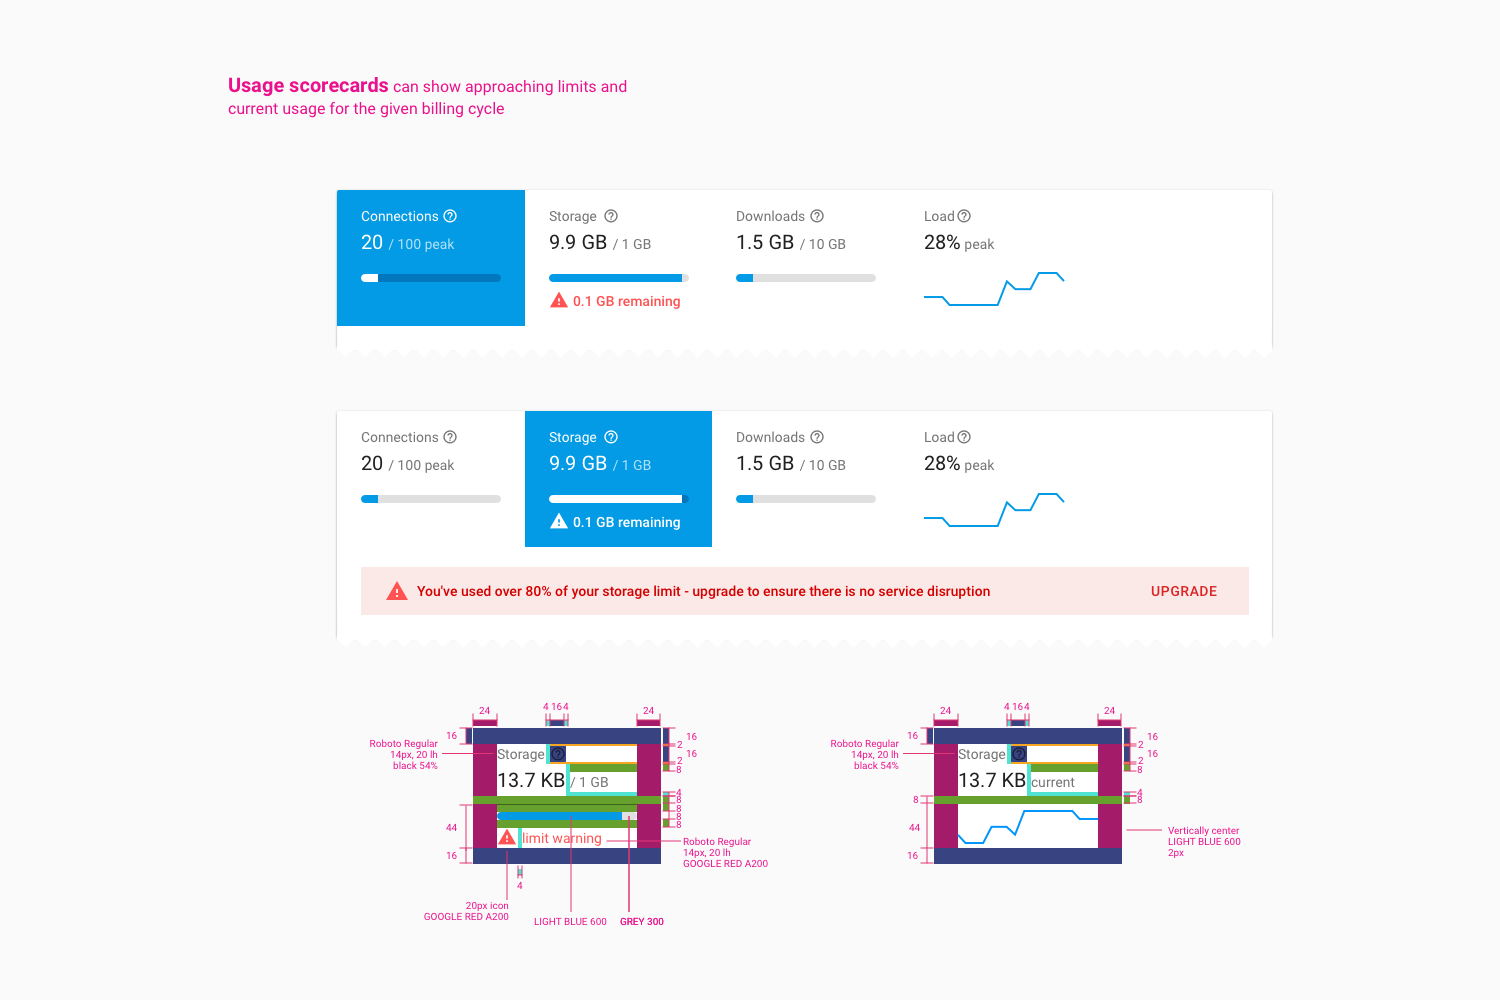 Usage scorecards can show approaching limits and
current usage for the given billing cycle
Connections
20 / 100 peak
Storage
9.9 GB / 1 GB
0.1 GB remaining
Downloads
1.5 GB / 10 GB
Load
28% peak
Connections
20 / 100 peak
Storage
9.9 GB / 1 GB
0.1 GB remaining
Downloads
1.5 GB / 10 GB
Load
28% peak
You've used over 80% of your storage limit - upgrade to ensure there is no service disruption
UPGRADE
24
4 16 4
24
16
16
2
16
2
8
4
8
8
8
8
44
16
4
Roboto Regular
14px, 20 lh
black 54%
Storage
13.7 KB / 1 GB
limit warning
Roboto Regular
14px, 20 lh
GOOGLE RED A200
20px icon
GOOGLE RED A200
LIGHT BLUE 600
GREY 300
24
4 16 4
24
16
16
2
16
2
8
4
8
8
44
16
Roboto Regular
14px, 20 lh
black 54%
Storage
13.7 KB current
Vertically center
LIGHT BLUE 600
2px